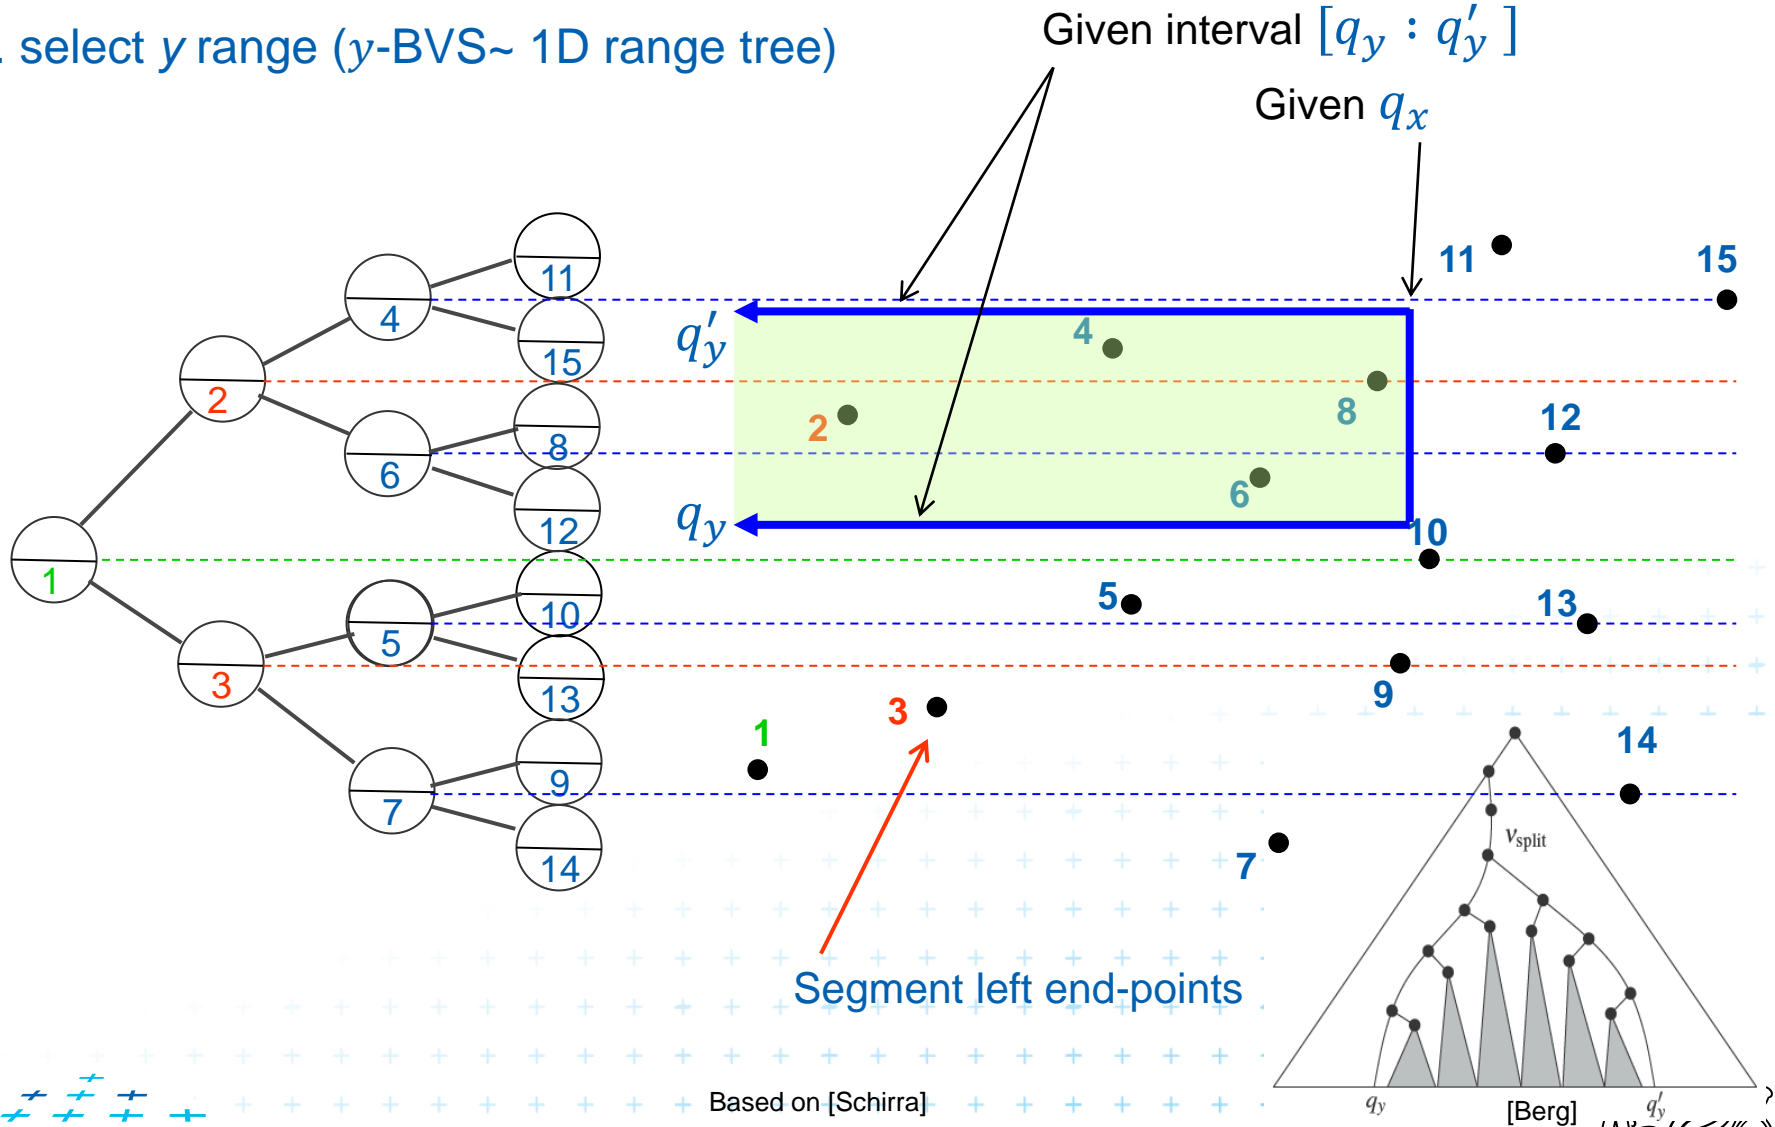 . select y range (y-BVS~ 1D range tree)
Given interval [q_y : q'_y ]
Given q_x
11
15
11
4
15
q'_y
4
2
8
8
2
12
6
6
12
q_y
10
1
5
10
13
5
13
3
9
3
1
14
9
7
14
7
v_split
Segment left end-points
q_y
q'_y
Based on [Schirra]
[Berg]